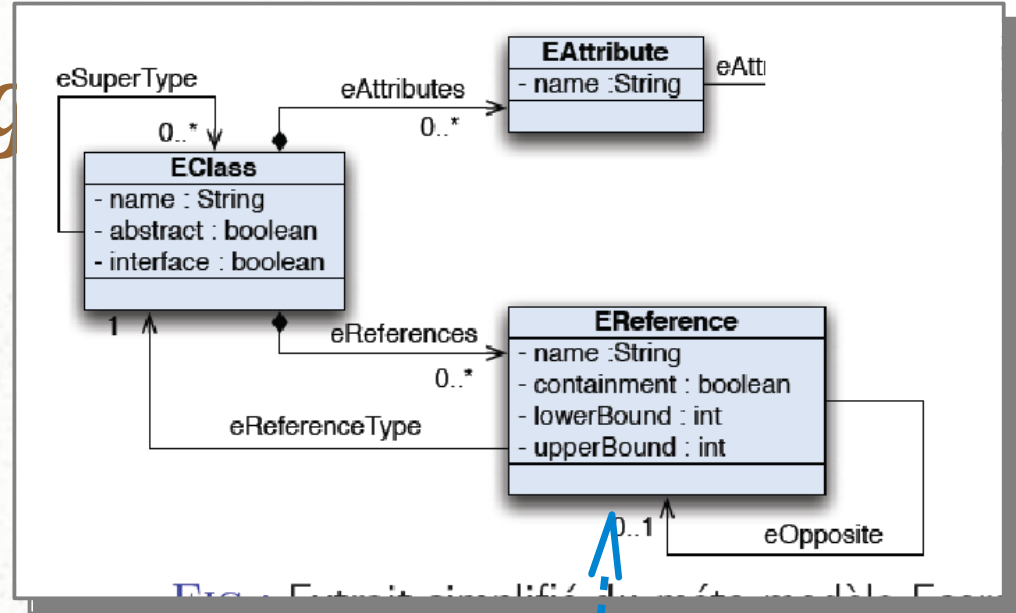 EAttribute
- name :String
eSuperType
eAttributes
0..*
0..*
EClass
- name : String
- abstract : boolean
- interface : boolean
1
eReferences
0..*
EReference
- name :String
- containment : boolean
- lowerBound : int
- upperBound : int
eReferenceType
0..1
eOpposite